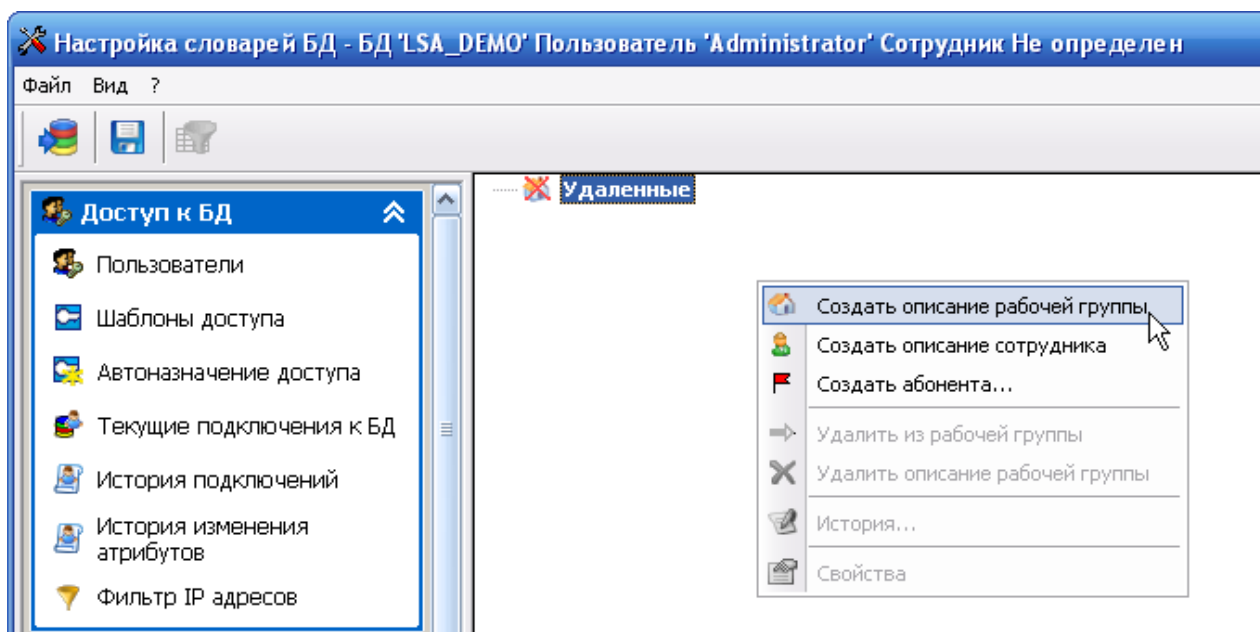 Настройка словарей БД - БД 'LSA_DEMO' Пользователь 'Administrator' Сотрудник Не определен
Файл Вид ?
Доступ к БД
Пользователи
Шаблоны доступа
Автоназначение доступа
Текущие подключения к БД
История подключений
История изменения
атрибутов
Фильтр IP адресов
Удаленные
Создать описание рабочей группы
Создать описание сотрудника
Создать абонента...
Удалить из рабочей группы
Удалить описание рабочей группы
История...
Свойства